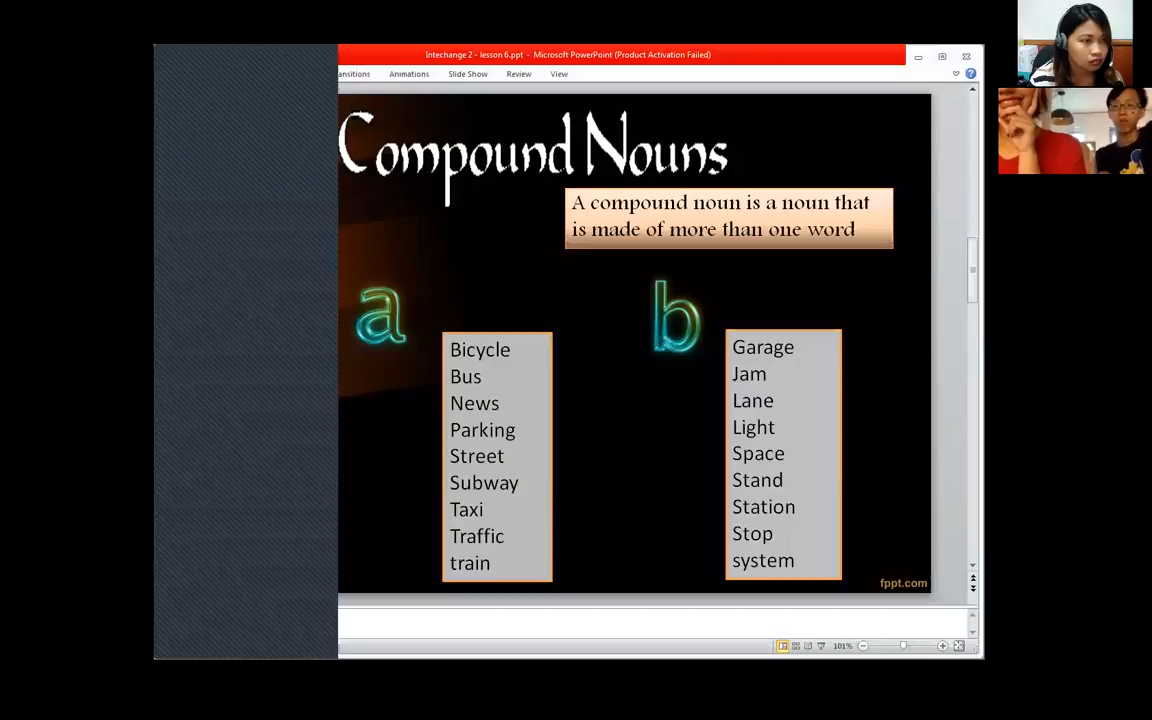 Intechange 2 - lesson 6.ppt - Microsoft PowerPoint (Product Activation Failed)
ansitions Animations Slide Show Review View
Compound Nouns
A compound noun is a noun that
is made of more than one word
a
Bicycle
Bus
News
Parking
Street
Subway
Taxi
Traffic
train
b
Garage
Jam
Lane
Light
Space
Stand
Station
Stop
system
fppt.com
101%